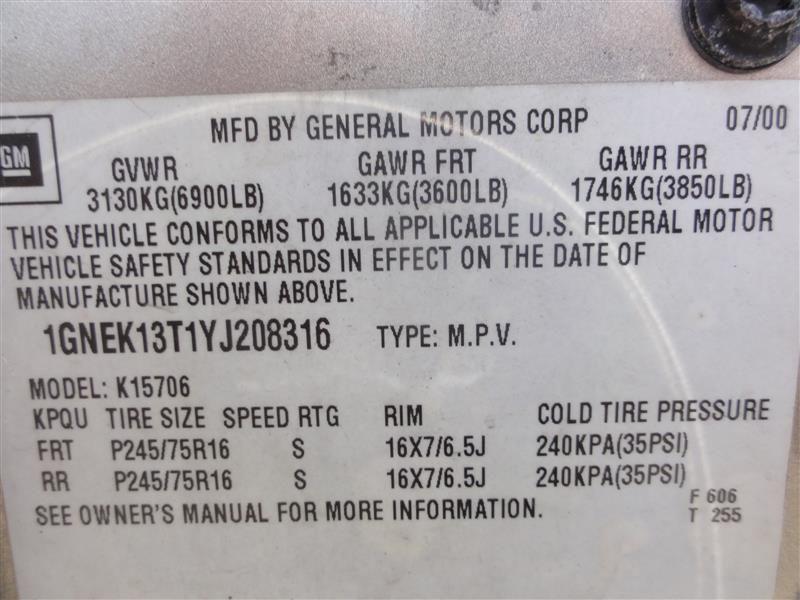 MFD BY GENERAL MOTORS CORP 07/00
GM
GVWR GAWR FRT GAWR RR
3130KG(6900LB) 1633KG(3600LB) 1746KG(3850LB)
THIS VEHICLE CONFORMS TO ALL APPLICABLE U.S. FEDERAL MOTOR
VEHICLE SAFETY STANDARDS IN EFFECT ON THE DATE OF
MANUFACTURE SHOWN ABOVE.
1GNEK13T1YJ208316 TYPE: M.P.V.
MODEL: K15706
KPQU TIRE SIZE SPEED RTG RIM COLD TIRE PRESSURE
FRT P245/75R16 S 16X7/6.5J 240KPA(35PSI)
RR P245/75R16 S 16X7/6.5J 240KPA(35PSI)
SEE OWNER'S MANUAL FOR MORE INFORMATION.
F 606
T 255